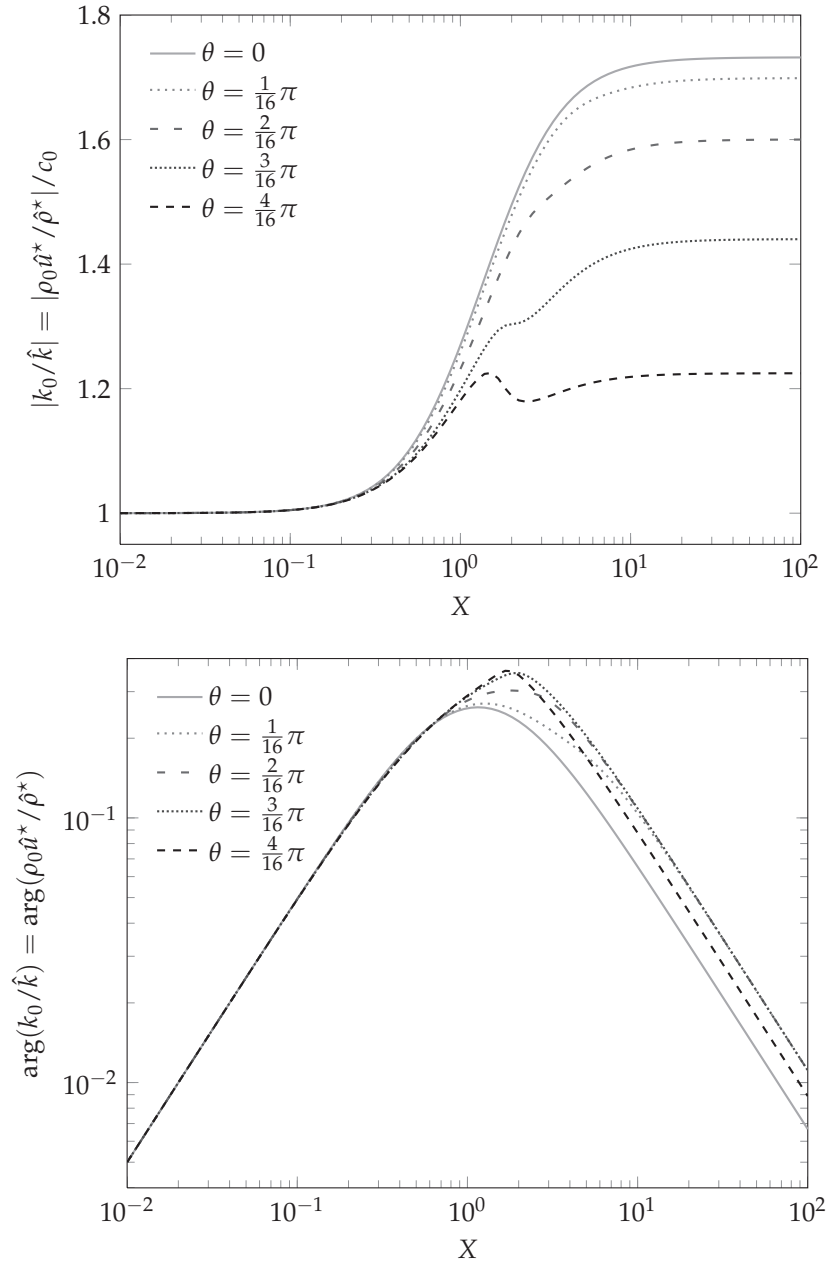 1.8
1.6
1.4
1.2
1
|k₀/k̂| = |ρ₀û*/ρ̂*|/c₀
θ = 0
θ = 1/16 π
θ = 2/16 π
θ = 3/16 π
θ = 4/16 π
10⁻² 10⁻¹ 10⁰ 10¹ 10²
X
10⁻¹
10⁻²
arg(k₀/k̂) = arg(ρ₀û*/ρ̂*)
θ = 0
θ = 1/16 π
θ = 2/16 π
θ = 3/16 π
θ = 4/16 π
10⁻² 10⁻¹ 10⁰ 10¹ 10²
X